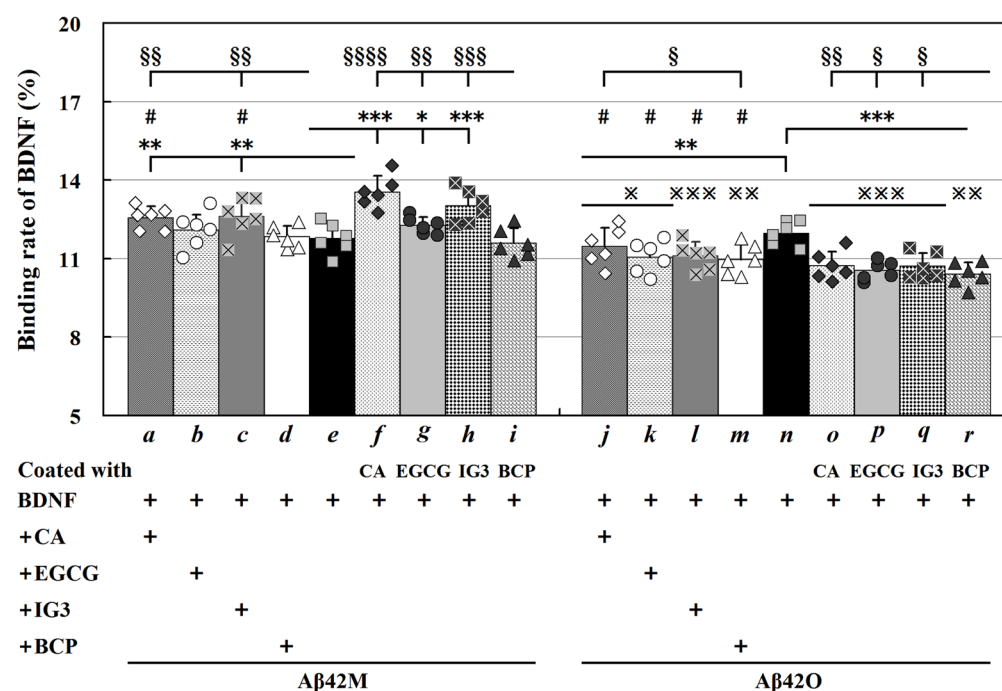 20
§§ §§ §§§§§ §§ §§§§ § §§ § §
17
# # *** * *** # # # # ***
** ** **
14
※ ※※※ ※※ ※※※ ※※
11
8
5
Binding rate of BDNF (%)
a b c d e f g h i j k l m n o p q r
Coated with CA EGCG IG3 BCP CA EGCG IG3 BCP
BDNF + + + + + + + + + + + + + + + + + +
+CA + +
+EGCG + +
+IG3 + +
+BCP + +
Aβ42M Aβ42O